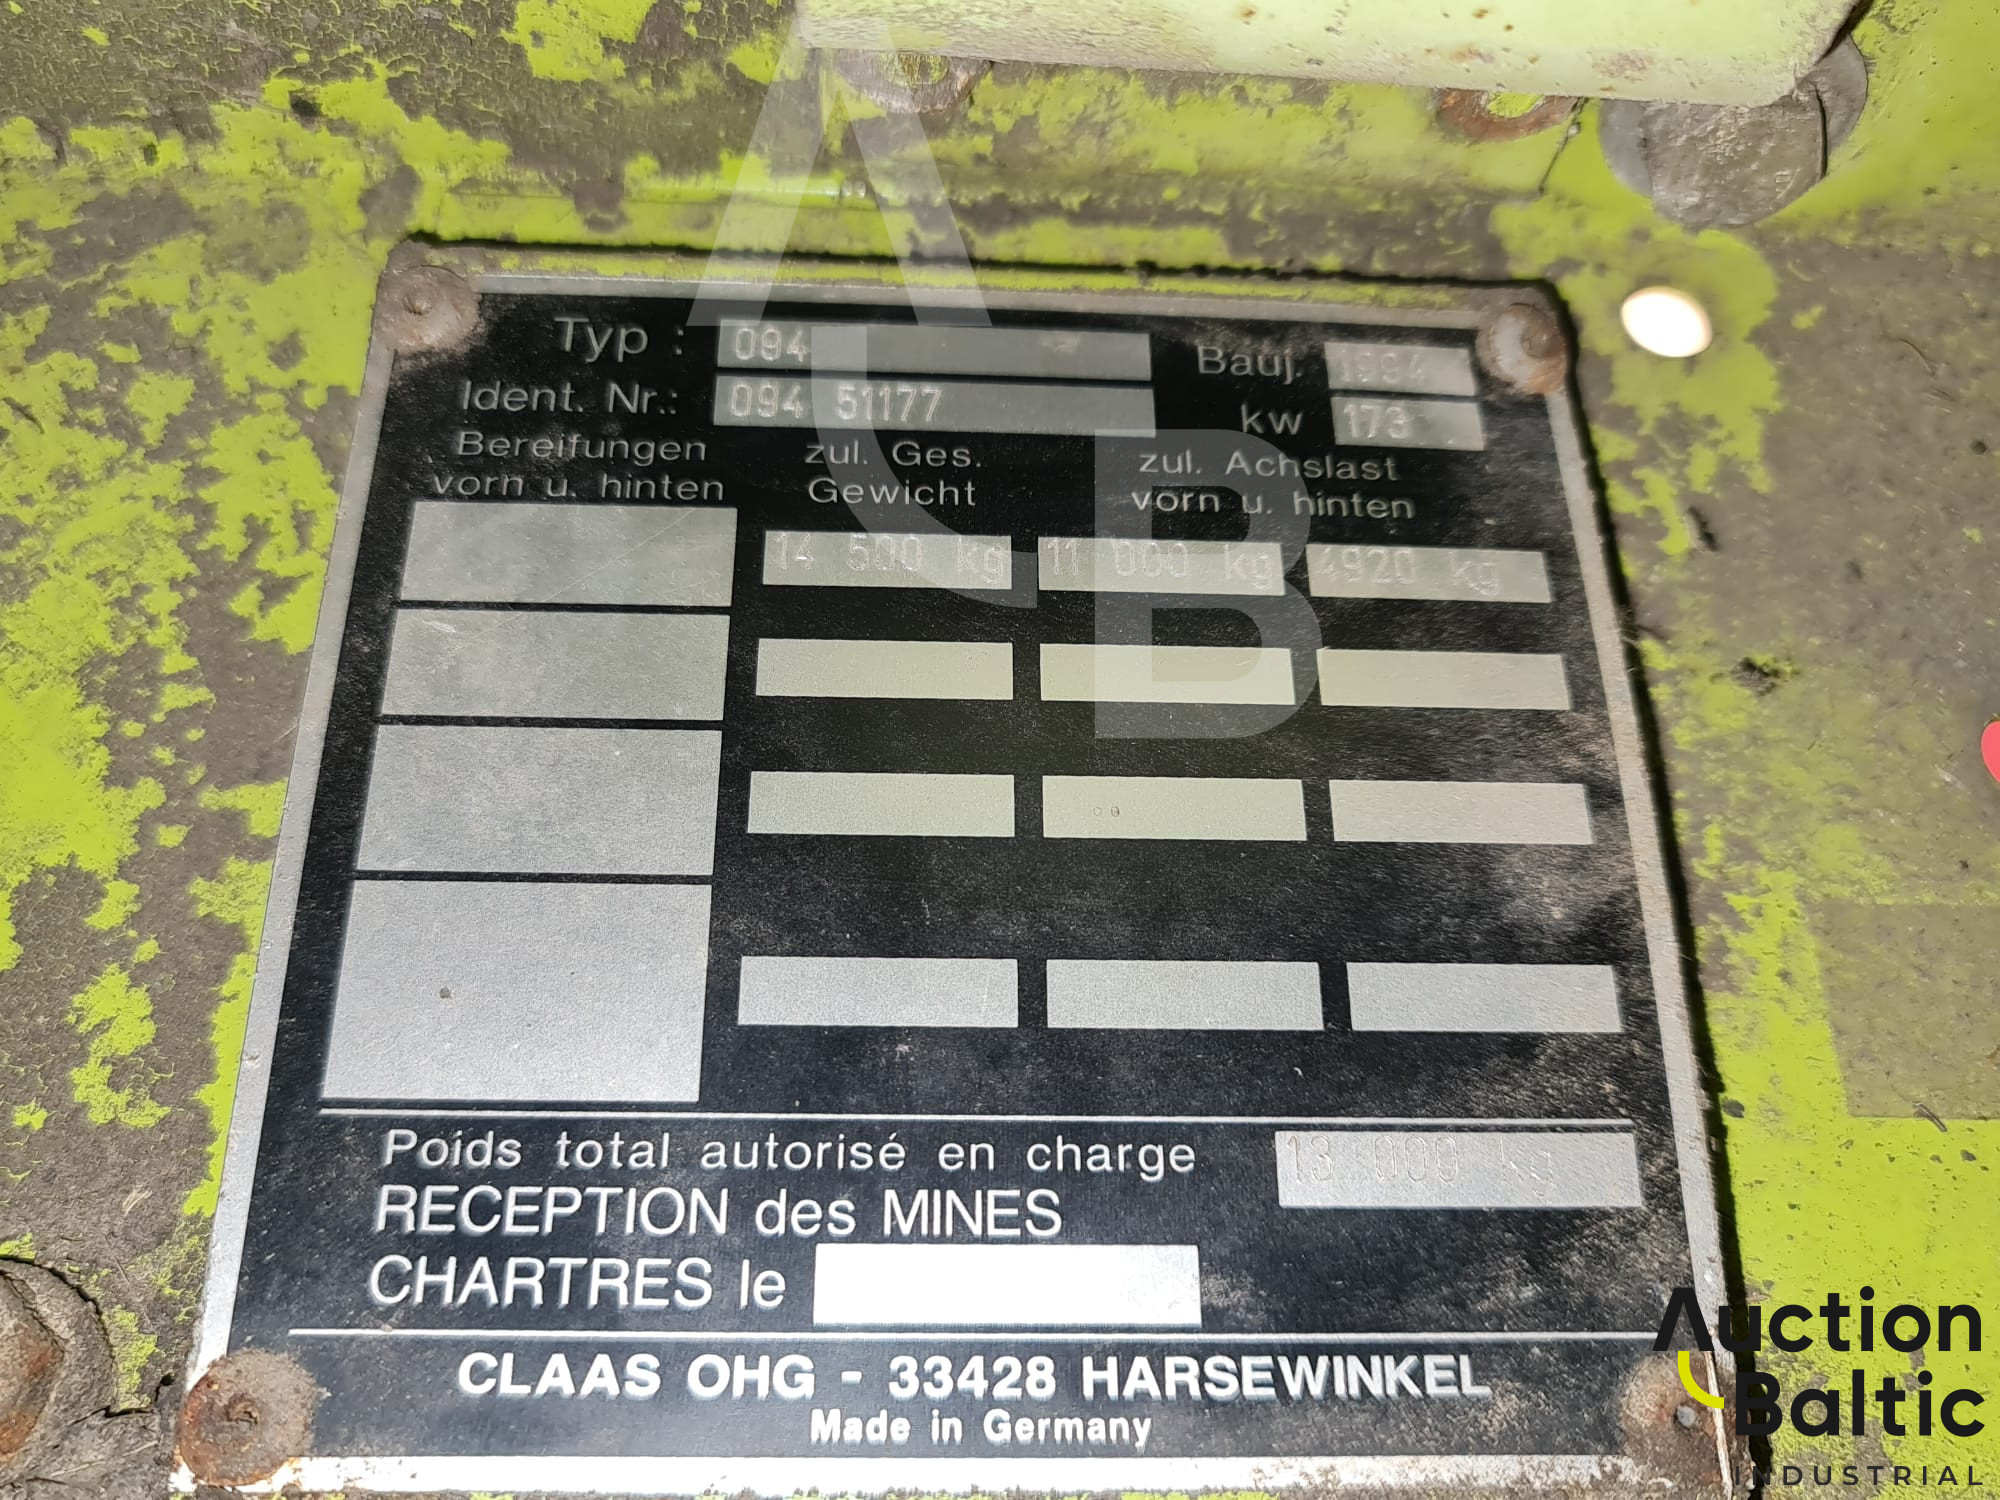 Typ : 094 Bauj. 1994
Ident. Nr.: 094 51177 kw 173
Bereifungen vorn u. hinten
zul. Ges. Gewicht
zul. Achslast vorn u. hinten
14 500 kg 11 000 kg 4920 kg
Poids total autorisé en charge 13 000 kg
RECEPTION des MINES
CHARTRES le
CLAAS OHG - 33428 HARSEWINKEL
Made in Germany
ACB
Auction
Baltic
INDUSTRIAL